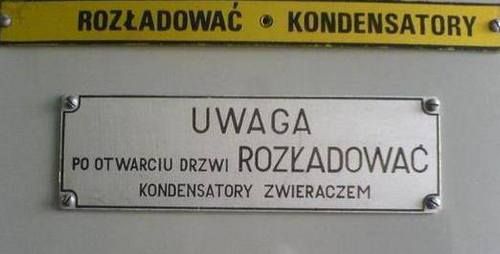 ROZŁADOWAĆ • KONDENSATORY
UWAGA
PO OTWARCIU DRZWI ROZŁADOWAĆ
KONDENSATORY ZWIERACZEM